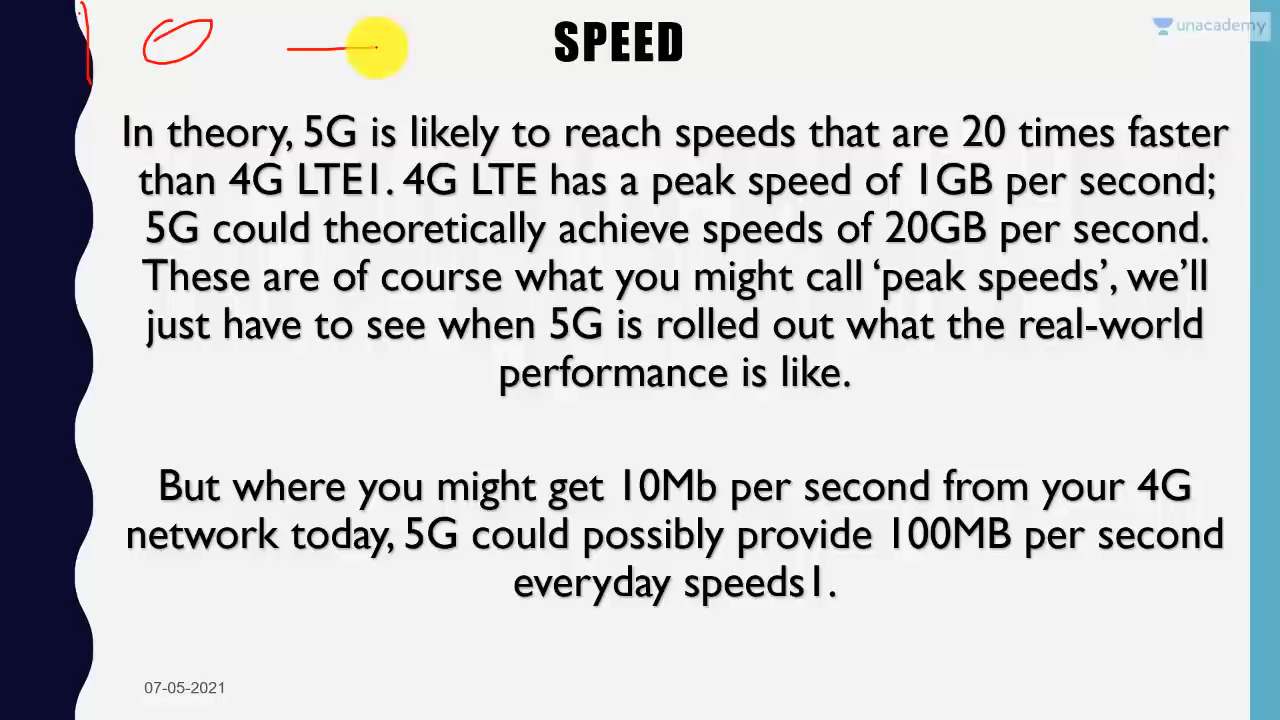 SPEED
unacademy
In theory, 5G is likely to reach speeds that are 20 times faster
than 4G LTE1. 4G LTE has a peak speed of 1GB per second;
5G could theoretically achieve speeds of 20GB per second.
These are of course what you might call ‘peak speeds’, we’ll
just have to see when 5G is rolled out what the real-world
performance is like.
But where you might get 10Mb per second from your 4G
network today, 5G could possibly provide 100MB per second
everyday speeds1.
07-05-2021